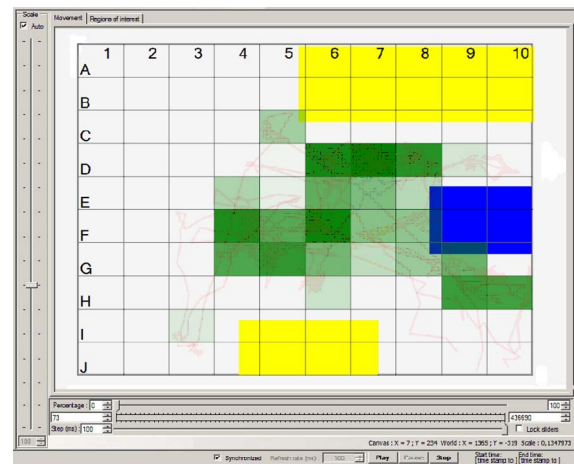 Scale
Auto
Movement Regions of interest
1 2 3 4 5 6 7 8 9 10
A
B
C
D
E
F
G
H
I
J
Percentage : 0 100
73 436690
Step (ms) : 100 Lock sliders
100 Canvas : X = 7 ; Y = 234 World : X = 1365 ; Y = -319 Scale : 0,1347973
Synchronized Refresh rate (ms) : 300 Play Pause Stop Start time: End time:
[time stamp to [time stamp to